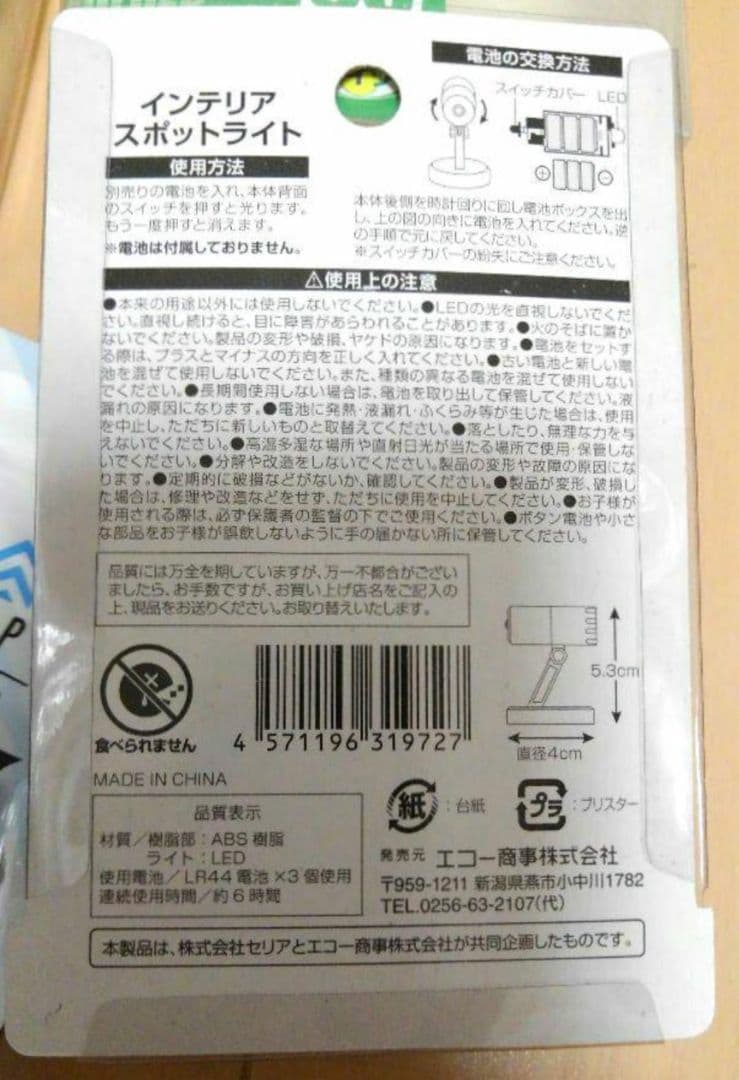 インテリア
スポットライト
使用方法
別売りの電池を入れ、本体背面
のスイッチを押すと光ります。
もう一度押すと消えます。
※電池は付属しておりません。
電池の交換方法
スイッチカバー LED
⊕ ⊖
本体後側を時計回りに回し電池ボックスを出
し、上の図の向きに電池を入れてください。逆
の手順で元に戻してください。
※スイッチカバーの紛失にご注意ください。
⚠使用上の注意
●本来の用途以外には使用しないでください。●LEDの光を直視しないでくだ
さい。直視し続けると、目に障害があらわれることがあります。●火のそばに置か
ないでください。製品の変形や破損、ヤケドの原因になります。●電池をセットす
る際は、プラスとマイナスの方向を正しく入れてください。●古い電池と新しい電
池を混ぜて使用しないでください。また、種類の異なる電池を混ぜて使用しない
でください。●長期間使用しない場合は、電池を取り出して保管してください。液
漏れの原因になります。●電池に発熱・液漏れ・ふくらみ等が生じた場合は、使用
を中止し、ただちに新しいものと取替えてください。●落としたり、無理な力を与
えないでください。●高温多湿な場所や直射日光が当たる場所で使用・保管しな
いでください。●分解や改造をしないでください。製品の変形や故障の原因にな
ります。●定期的に破損などがないか、確認してください。●製品が変形、破損し
た場合は、修理や改造などをせず、ただちに使用を中止してください。●お子様が
使用される際は、必ず保護者の監督の下でご使用ください。●ボタン電池や小さ
な部品をお子様が誤飲しないように手の届かない所に保管してください。
品質には万全を期していますが、万一不都合がござい
ましたら、お手数ですが、お買い上げ店名をご記入の
上、現品をお送りください。お取り替えいたします。
食べられません
4 571196 319727
5.3cm
直径4cm
MADE IN CHINA
品質表示
材質/樹脂部：ABS樹脂
ライト：LED
使用電池/LR44電池×3個使用
連続使用時間/約6時間
紙：台紙
プラ：ブリスター
発売元 エコー商事株式会社
〒959-1211 新潟県燕市小中川1782
TEL.0256-63-2107(代)
本製品は、株式会社セリアとエコー商事株式会社が共同企画したものです。